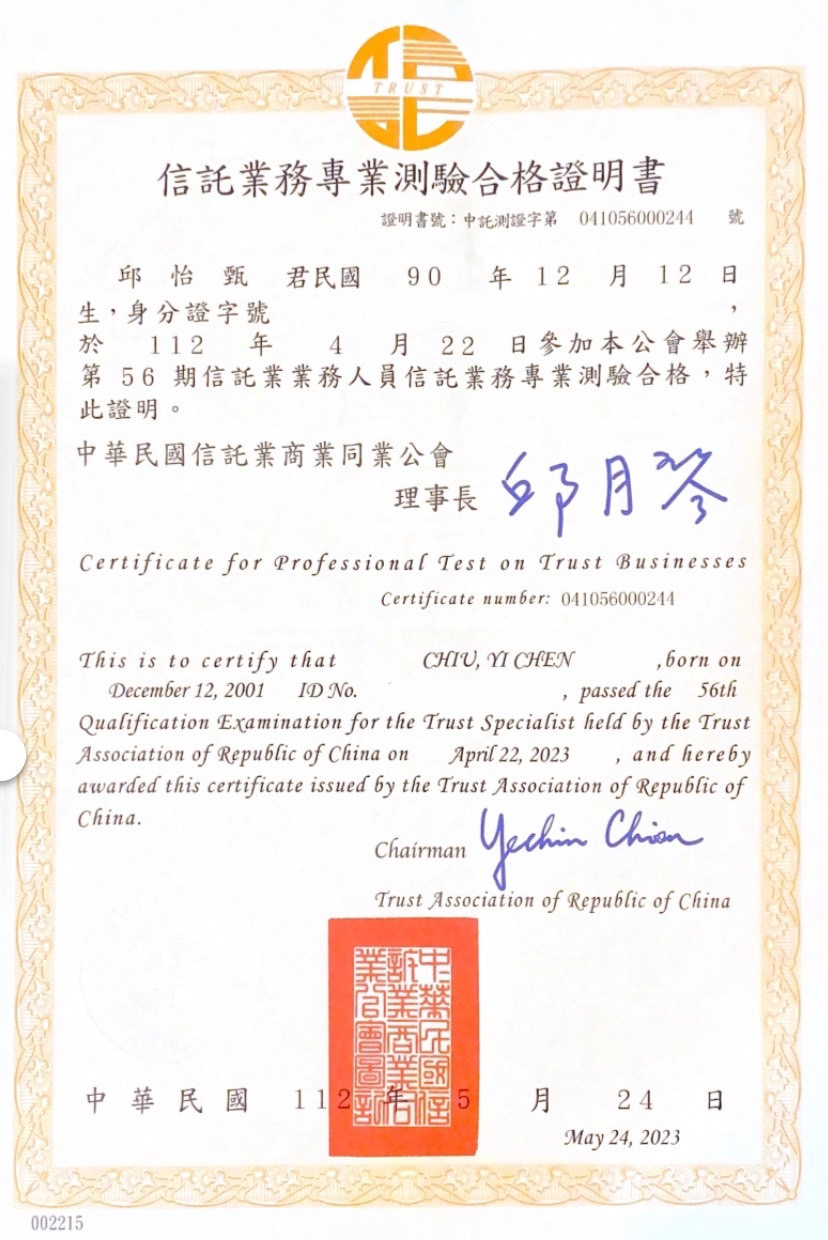 TRUST
信託業務專業測驗合格證明書
證明書號：中託測證字第 041056000244 號
邱怡甄 君民國 90 年 12 月 12 日
生，身分證字號 ，
於 112 年 4 月 22 日參加本公會舉辦
第 56 期信託業業務人員信託業務專業測驗合格，特
此證明。
中華民國信託業商業同業公會
理事長 邱月琴
Certificate for Professional Test on Trust Businesses
Certificate number: 041056000244
This is to certify that CHIU, YI CHEN ,born on
December 12, 2001 ID No. , passed the 56th
Qualification Examination for the Trust Specialist held by the Trust
Association of Republic of China on April 22, 2023 , and hereby
awarded this certificate issued by the Trust Association of Republic of
China.
Chairman Yechin Chiou
Trust Association of Republic of China
中華民國信
託業商業同
業公會圖記
中華民國 112 年 5 月 24 日
May 24, 2023
002215